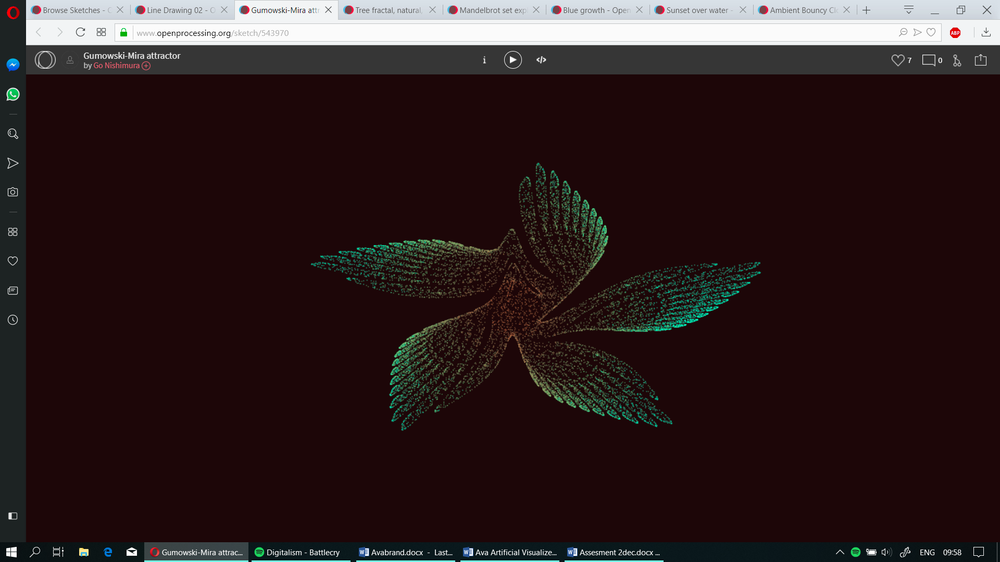 Browse Sketches - O
Line Drawing 02 - O
Gumowski-Mira attr
Tree fractal, natural,
Mandelbrot set exp
Blue growth - Open
Sunset over water -
Ambient Bouncy Clo
www.openprocessing.org/sketch/543970
ABP
Gumowski-Mira attractor
by Go Nishimura
7
0
Gumowski-Mira attrac...
Digitalism - Battlecry
Avabrand.docx - Last...
Ava Artificial Visualize...
Assesment 2dec.docx ...
ENG
09:58